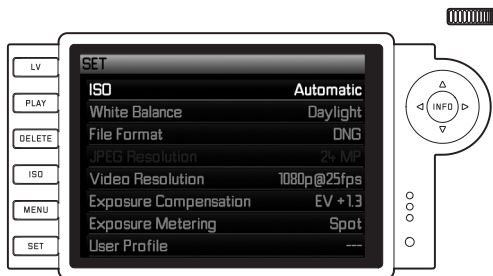 LV
PLAY
DELETE
ISO
MENU
SET
SET
ISO Automatic
White Balance Daylight
File Format DNG
JPEG Resolution 24 MP
Video Resolution 1080p@25fps
Exposure Compensation EV +1.3
Exposure Metering Spot
User Profile ---
INFO